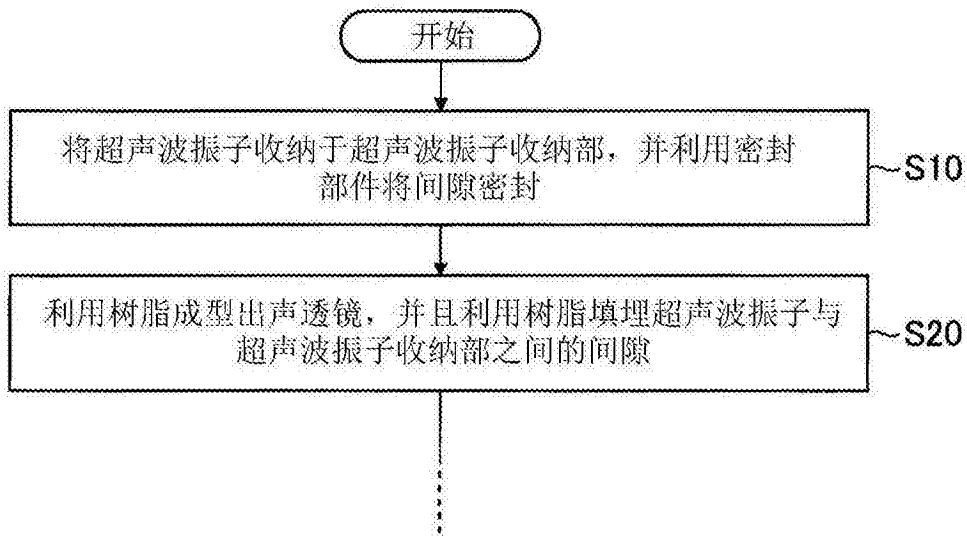 开始
将超声波振子收纳于超声波振子收纳部，并利用密封
部件将间隙密封
S10
利用树脂成型出声透镜，并且利用树脂填埋超声波振子与
超声波振子收纳部之间的间隙
S20